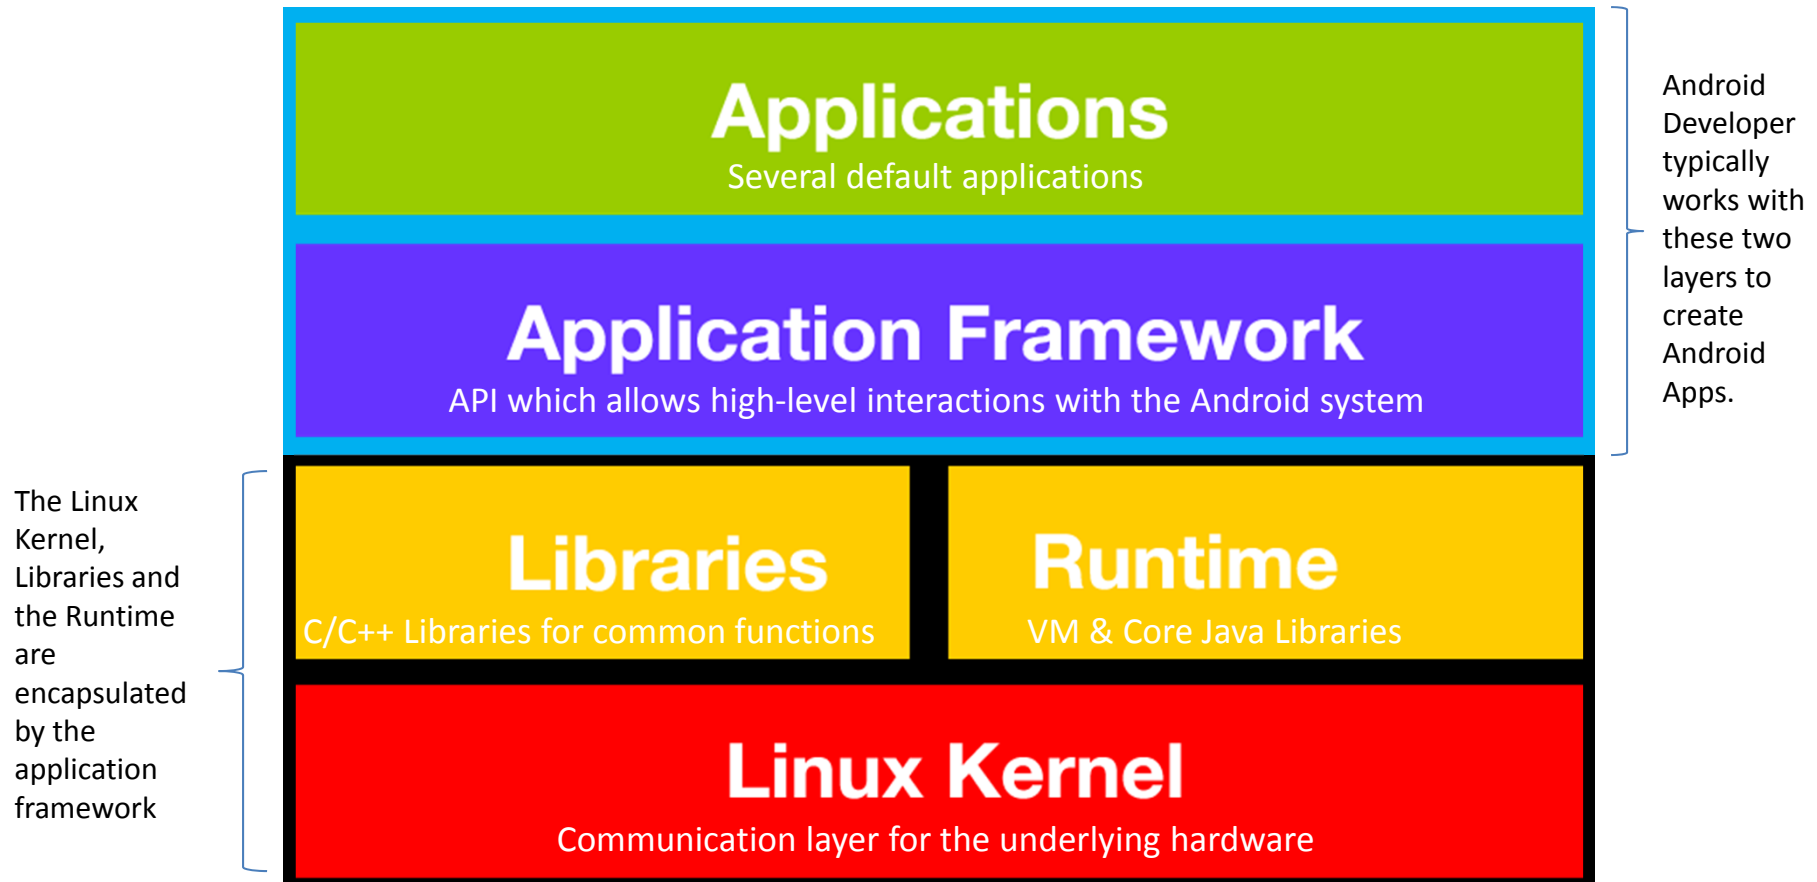 Applications
Several default applications
Application Framework
API which allows high-level interactions with the Android system
Android
Developer
typically
works with
these two
layers to
create
Android
Apps.
The Linux
Kernel,
Libraries and
the Runtime
are
encapsulated
by the
application
framework
Libraries
C/C++ Libraries for common functions
Runtime
VM & Core Java Libraries
Linux Kernel
Communication layer for the underlying hardware